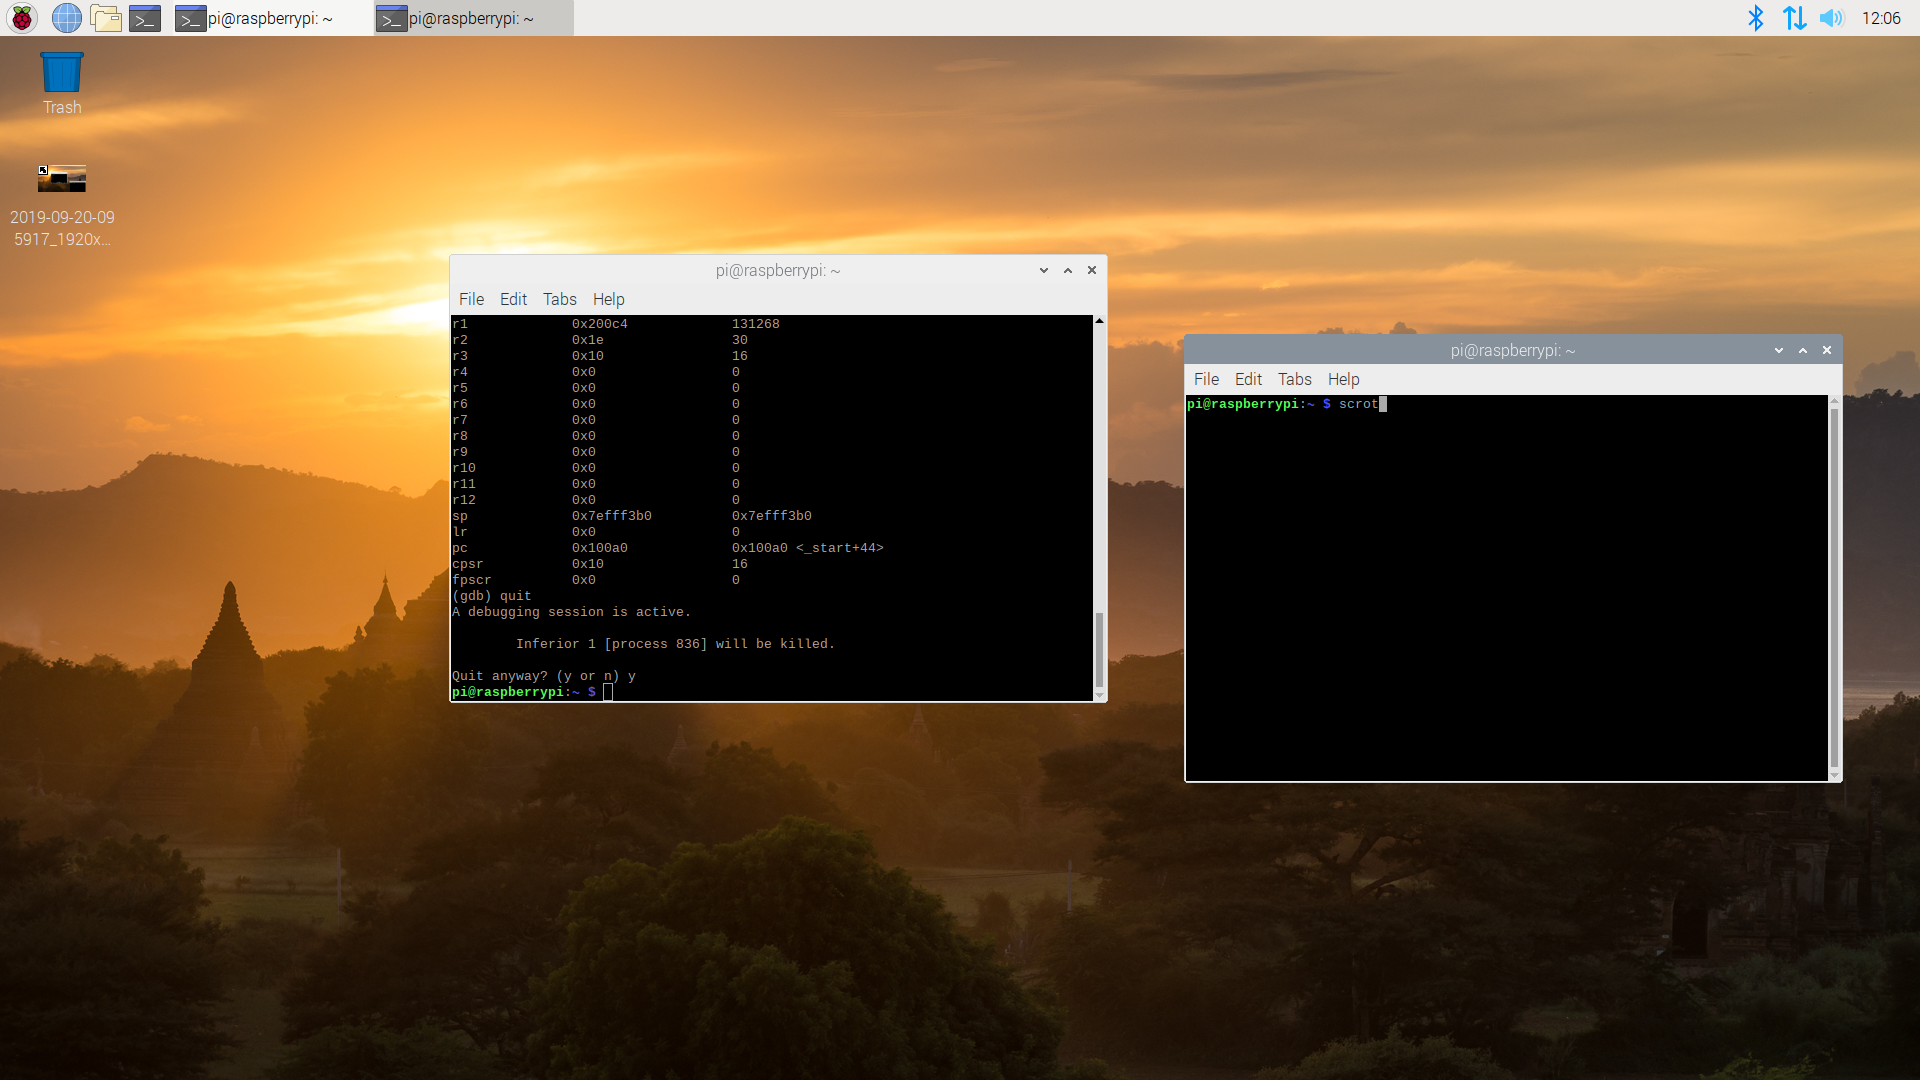 pi@raspberrypi: ~
pi@raspberrypi: ~
12:06
Trash
2019-09-20-09
5917_1920x...
pi@raspberrypi: ~
File Edit Tabs Help
r1 0x200c4 131268
r2 0x1e 30
r3 0x10 16
r4 0x0 0
r5 0x0 0
r6 0x0 0
r7 0x0 0
r8 0x0 0
r9 0x0 0
r10 0x0 0
r11 0x0 0
r12 0x0 0
sp 0x7efff3b0 0x7efff3b0
lr 0x0 0
pc 0x100a0 0x100a0 <_start+44>
cpsr 0x10 16
fpscr 0x0 0
(gdb) quit
A debugging session is active.
Inferior 1 [process 836] will be killed.
Quit anyway? (y or n) y
pi@raspberrypi:~ $
pi@raspberrypi: ~
File Edit Tabs Help
pi@raspberrypi:~ $ scrot